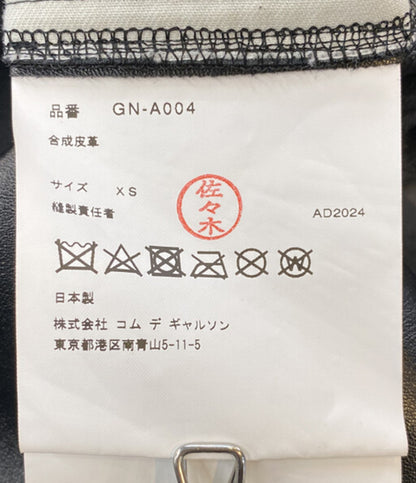 品番 GN-A004
合成皮革
サイズ XS
縫製責任者
佐々木
AD2024
W
日本製
株式会社 コム デ ギャルソン
東京都港区南青山5-11-5